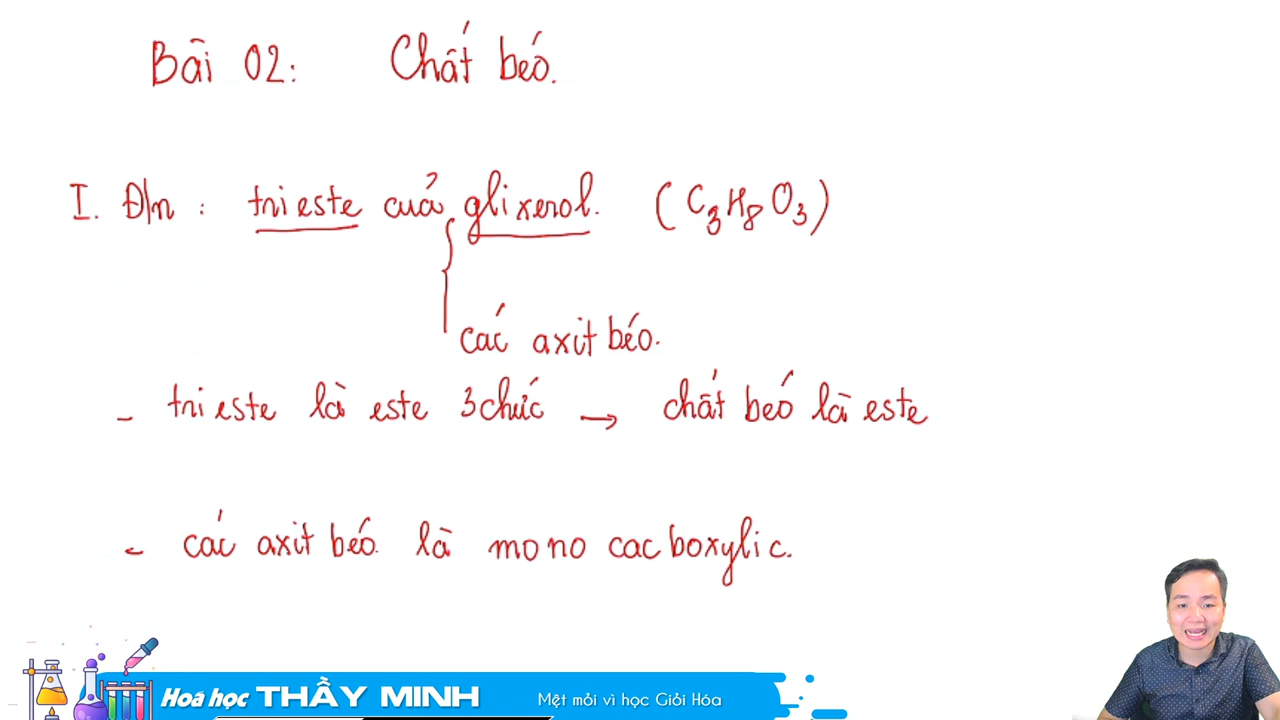 Bài 02: Chất béo.
I. Đ/n : trieste của glixerol. (C₃H₈O₃)
các axit béo.
- trieste là este 3 chức → chất béo là este
- các axit béo là mono cacboxylic.
Hoá học THẦY MINH Mệt mỏi vì học Giỏi Hóa